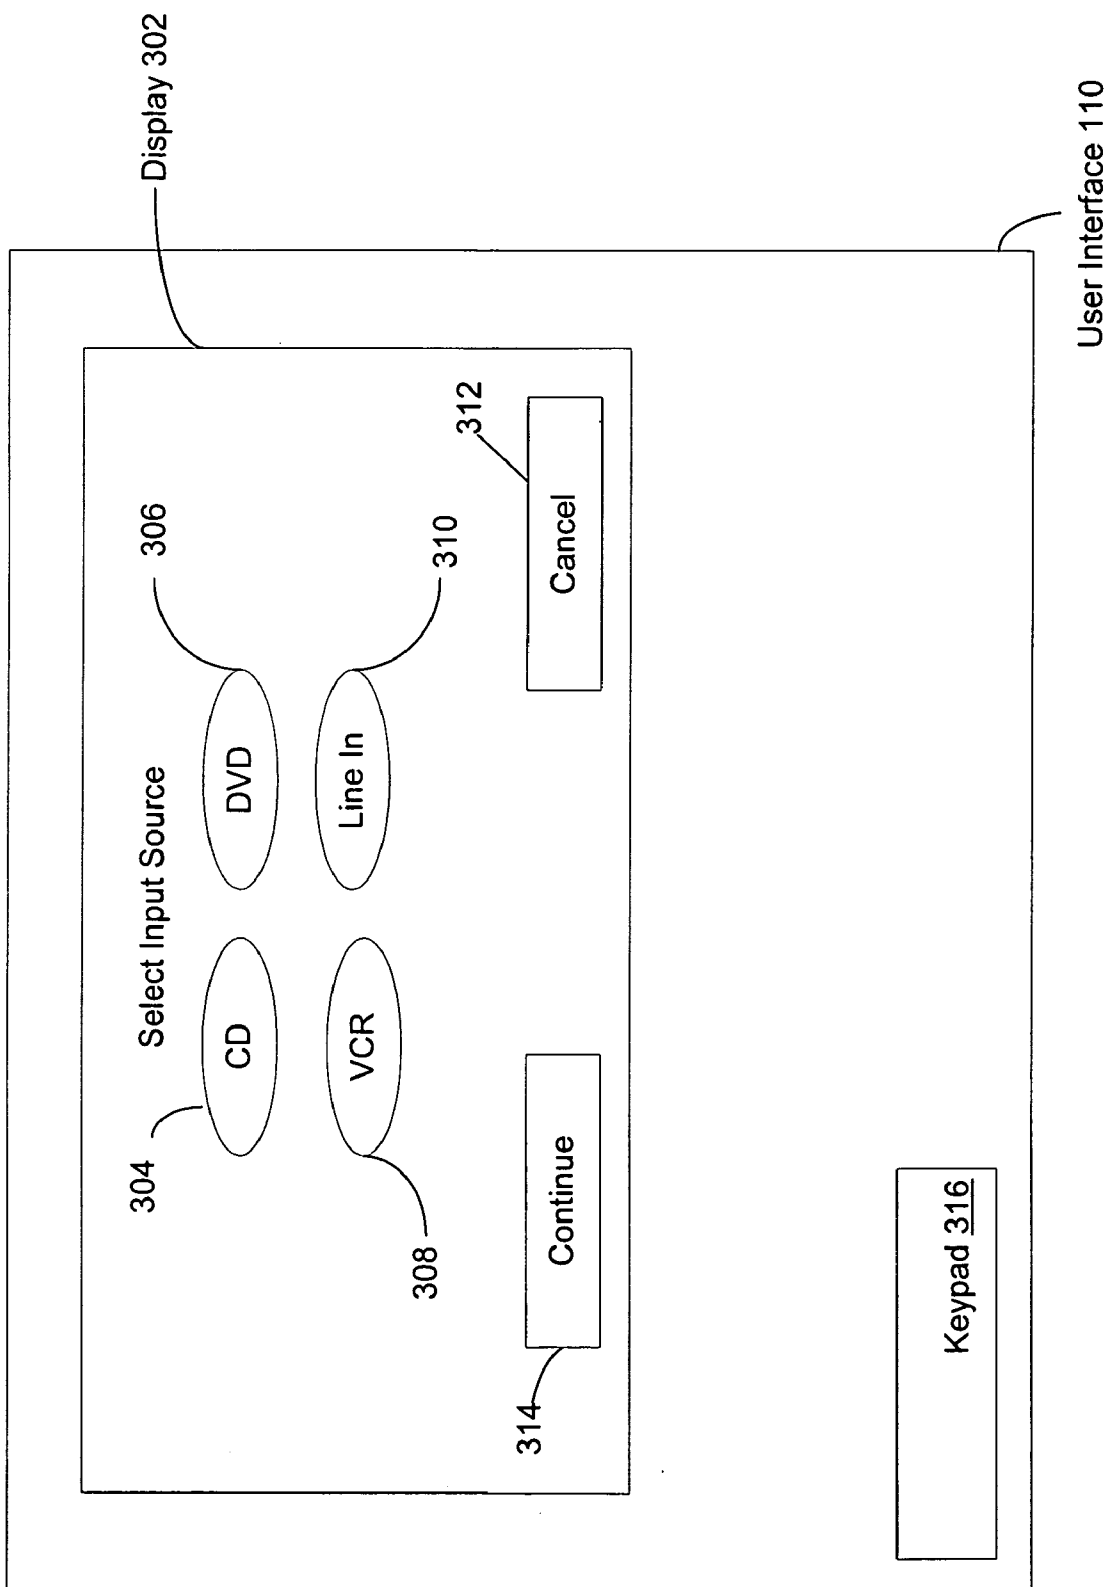 Display 302
Select Input Source
304
CD
DVD
306
308
VCR
Line In
310
314
Continue
Cancel
312
Keypad 316
User Interface 110